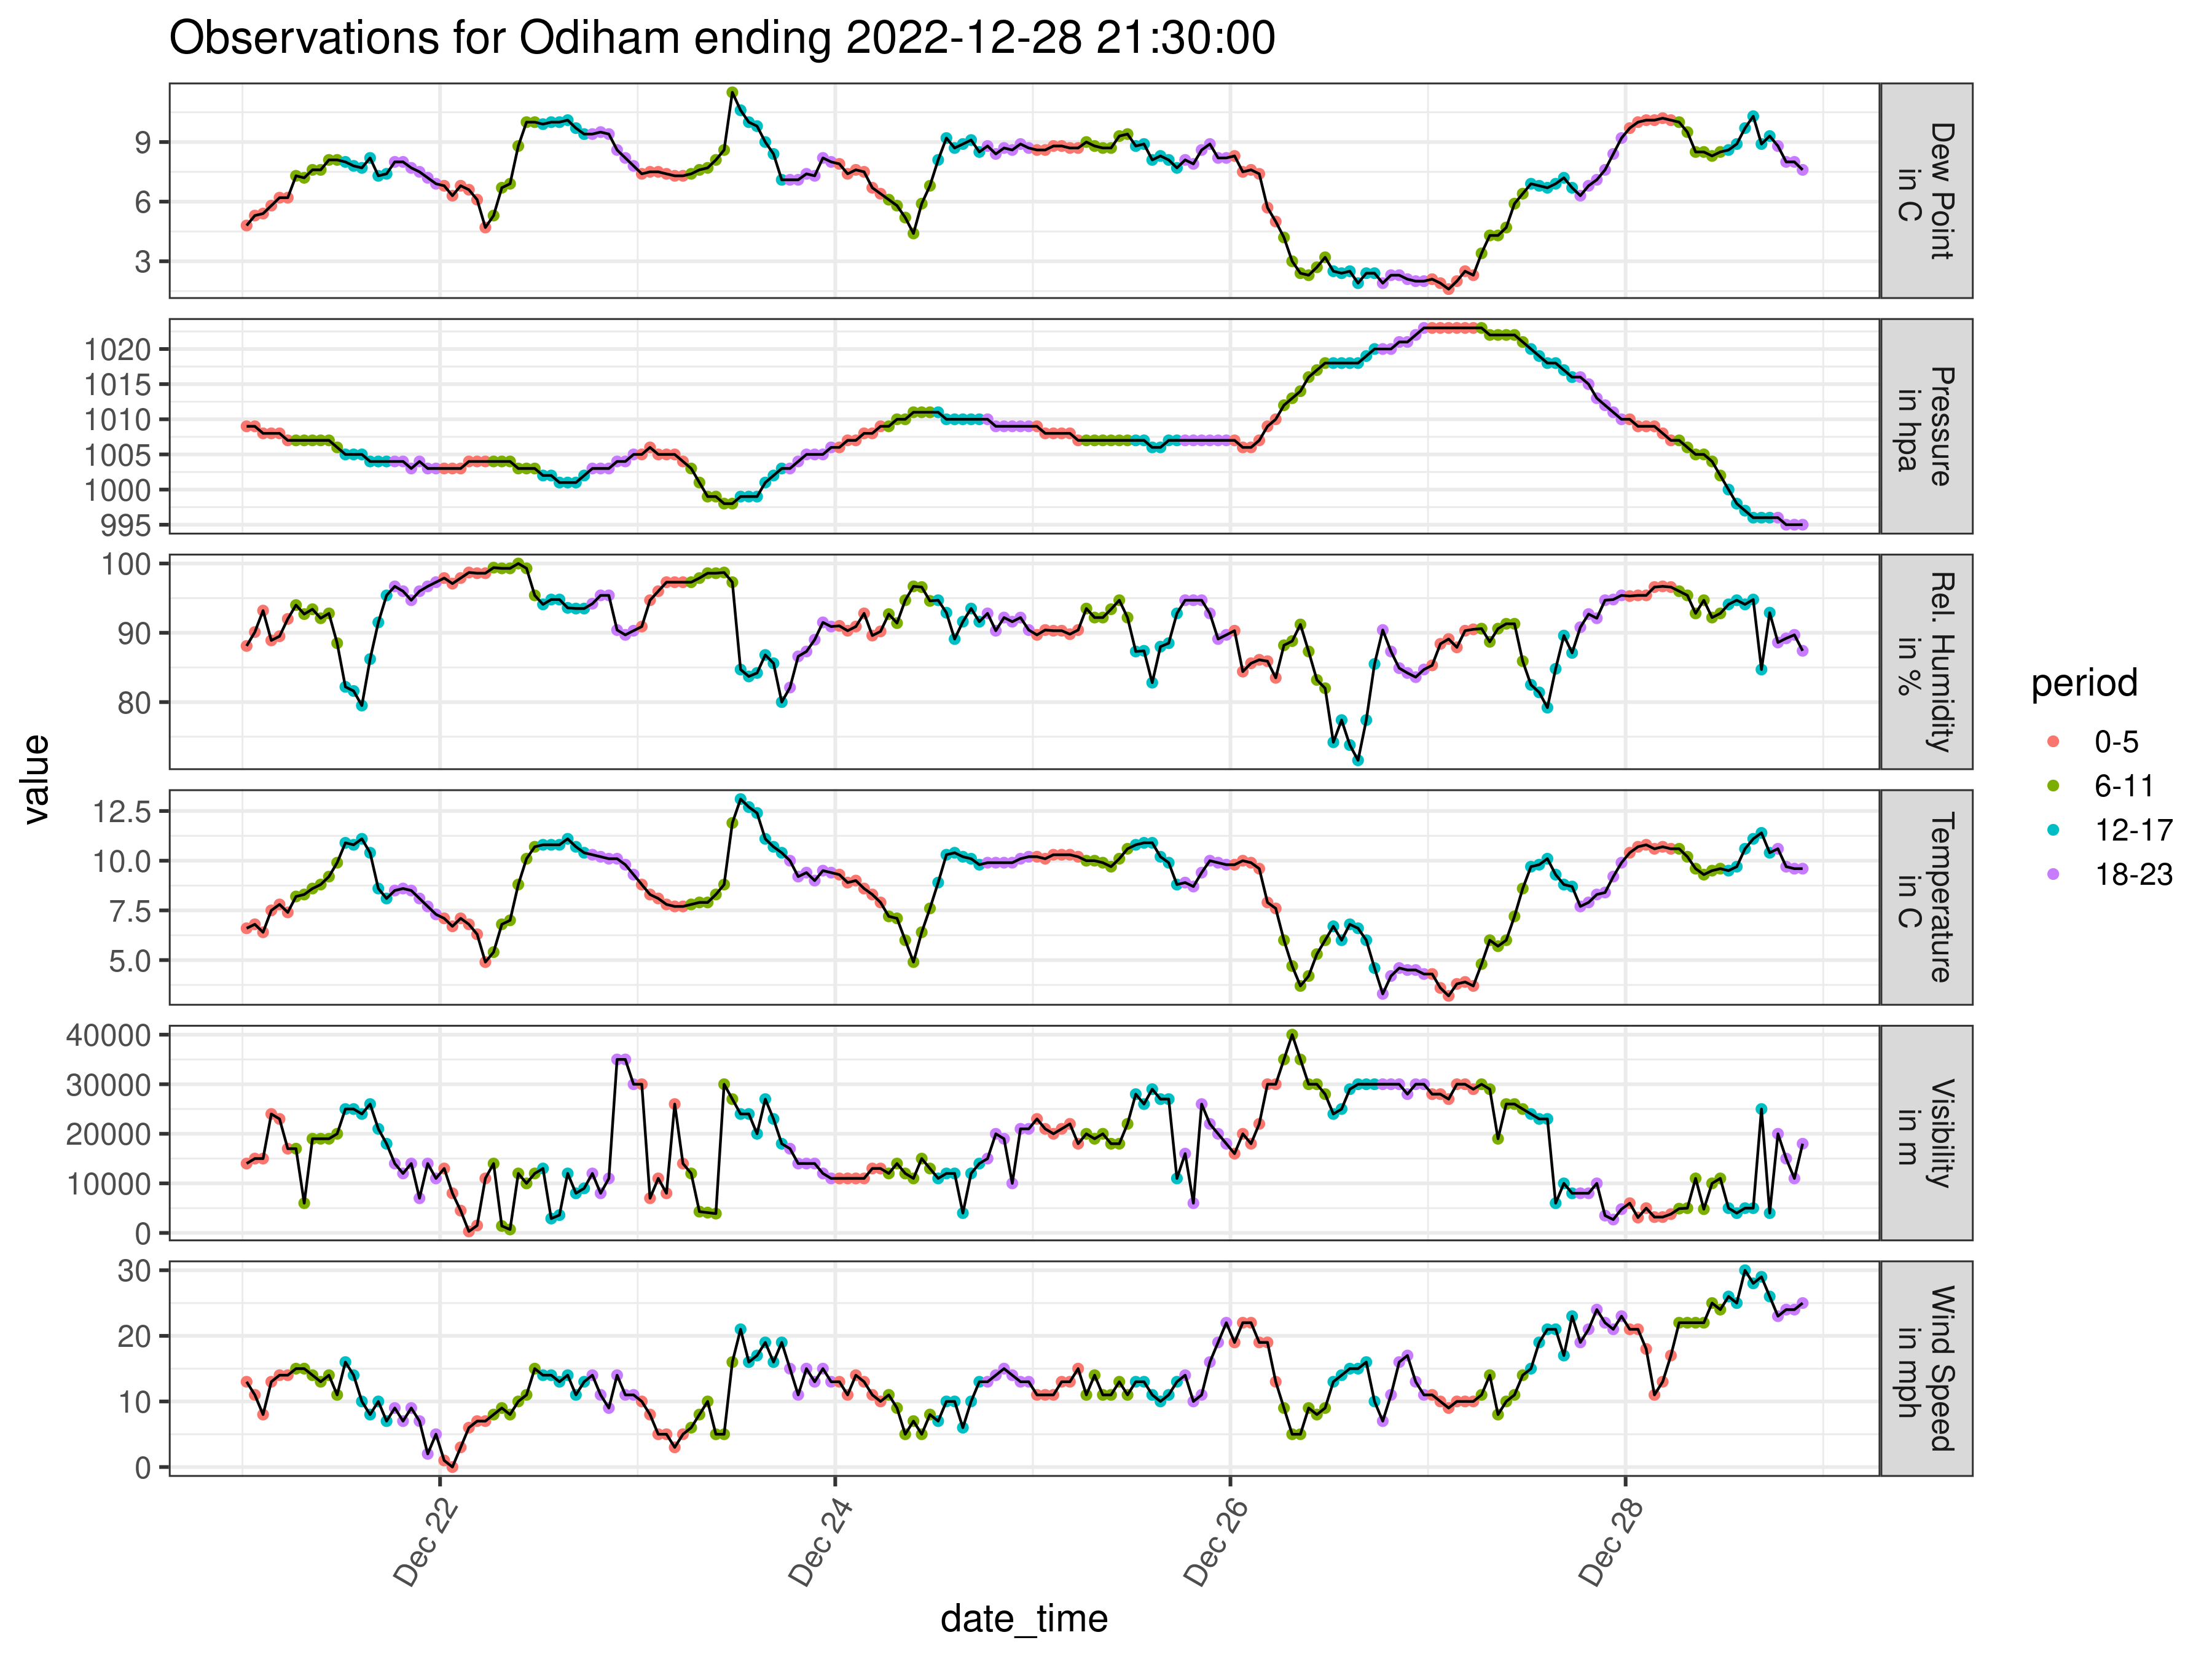 Observations for Odiham ending 2022-12-28 21:30:00
9
6
3
Dew Point
in C
1020
1015
1010
1005
1000
995
Pressure
in hpa
100
90
80
Rel. Humidity
in %
12.5
10.0
7.5
5.0
Temperature
in C
40000
30000
20000
10000
0
Visibility
in m
30
20
10
0
Wind Speed
in mph
value
Dec 22
Dec 24
Dec 26
Dec 28
date_time
period
0-5
6-11
12-17
18-23